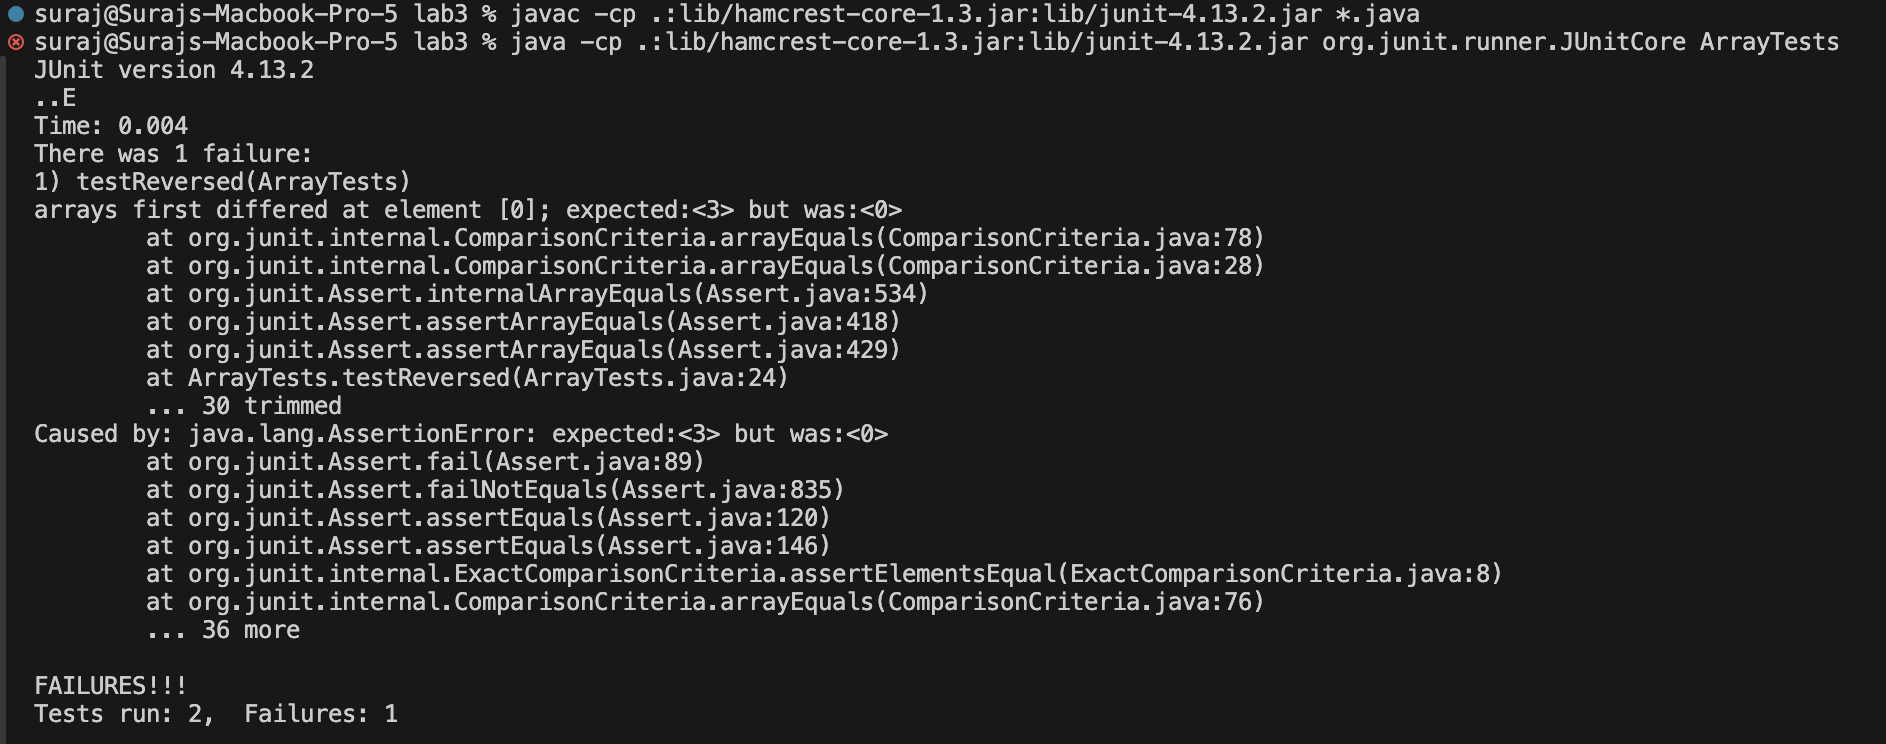 suraj@Surajs-Macbook-Pro-5 lab3 % javac -cp .:lib/hamcrest-core-1.3.jar:lib/junit-4.13.2.jar *.java
suraj@Surajs-Macbook-Pro-5 lab3 % java -cp .:lib/hamcrest-core-1.3.jar:lib/junit-4.13.2.jar org.junit.runner.JUnitCore ArrayTests
JUnit version 4.13.2
..E
Time: 0.004
There was 1 failure:
1) testReversed(ArrayTests)
arrays first differed at element [0]; expected:<3> but was:<0>
        at org.junit.internal.ComparisonCriteria.arrayEquals(ComparisonCriteria.java:78)
        at org.junit.internal.ComparisonCriteria.arrayEquals(ComparisonCriteria.java:28)
        at org.junit.Assert.internalArrayEquals(Assert.java:534)
        at org.junit.Assert.assertArrayEquals(Assert.java:418)
        at org.junit.Assert.assertArrayEquals(Assert.java:429)
        at ArrayTests.testReversed(ArrayTests.java:24)
        ... 30 trimmed
Caused by: java.lang.AssertionError: expected:<3> but was:<0>
        at org.junit.Assert.fail(Assert.java:89)
        at org.junit.Assert.failNotEquals(Assert.java:835)
        at org.junit.Assert.assertEquals(Assert.java:120)
        at org.junit.Assert.assertEquals(Assert.java:146)
        at org.junit.internal.ExactComparisonCriteria.assertElementsEqual(ExactComparisonCriteria.java:8)
        at org.junit.internal.ComparisonCriteria.arrayEquals(ComparisonCriteria.java:76)
        ... 36 more

FAILURES!!!
Tests run: 2,  Failures: 1